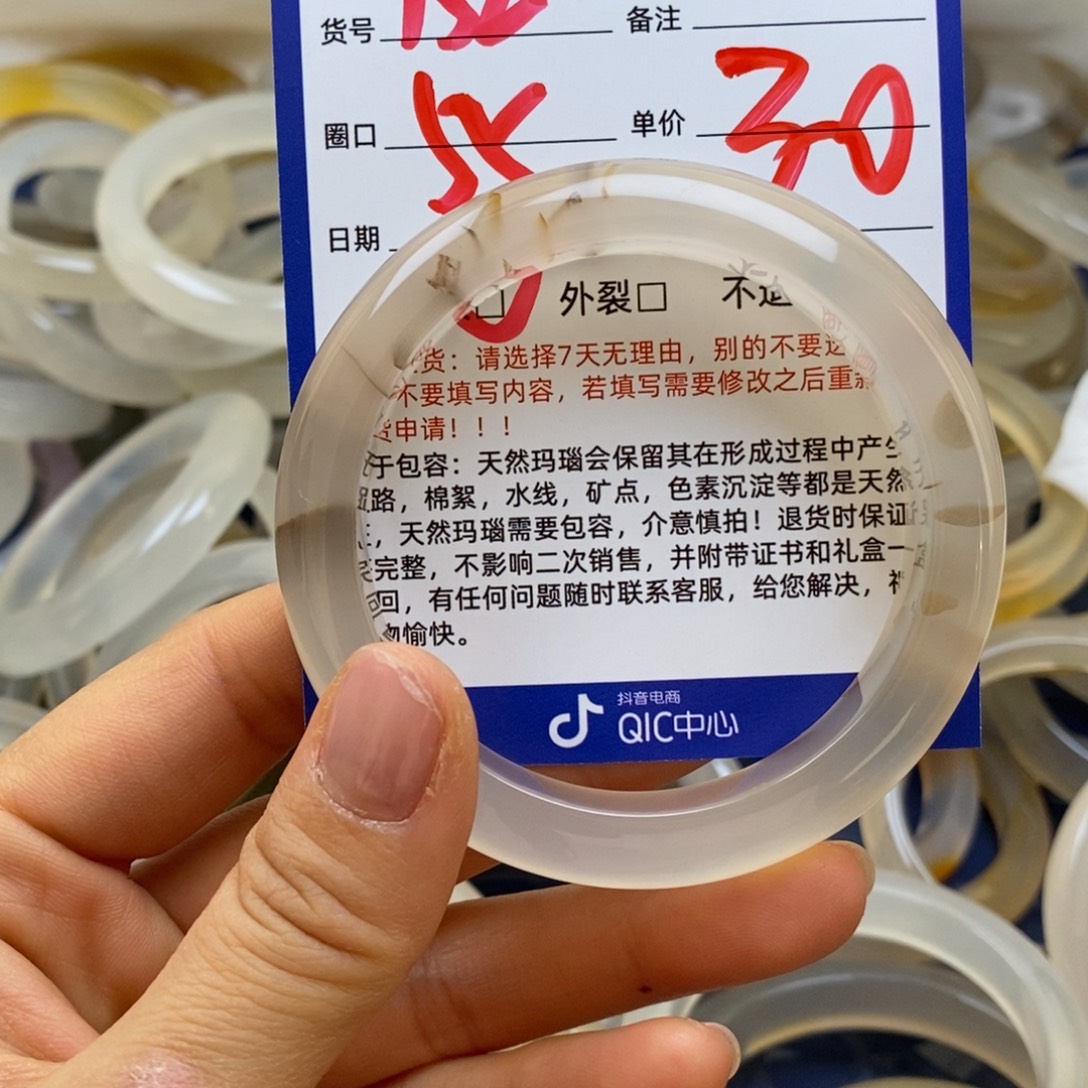 货号 备注
圈口 55 单价 30
日期
外裂□ 不退
货：请选择7天无理由，别的不要选
不要填写内容，若填写需要修改之后重新
货申请！！！
于包容：天然玛瑙会保留其在形成过程中产生
路，棉絮，水线，矿点，色素沉淀等都是天然
，天然玛瑙需要包容，介意慎拍！退货时保证
完整，不影响二次销售，并附带证书和礼盒一
回，有任何问题随时联系客服，给您解决，祝
物愉快。
抖音电商
QIC中心